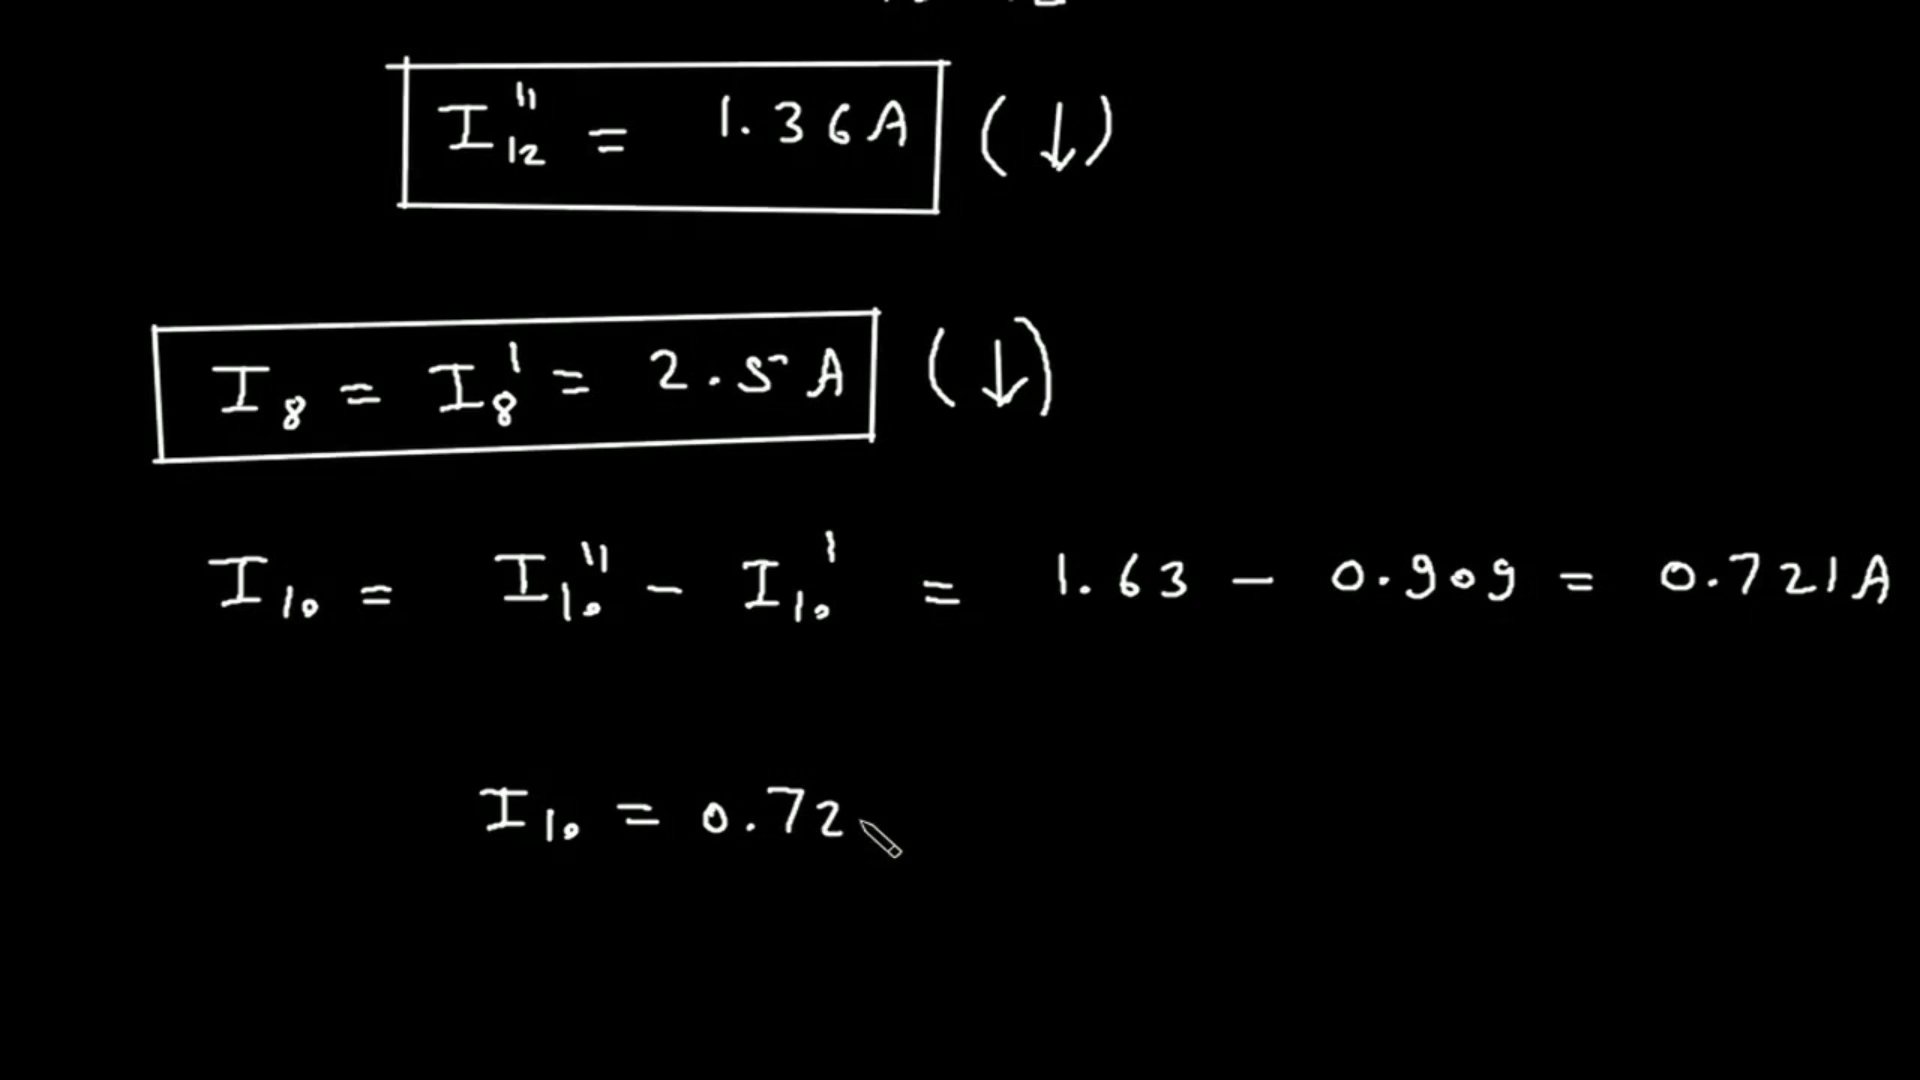 I₁₂'' = 1.36A (↓)
I₈ = I₈' = 2.5A (↓)
I₁₀ = I₁₀'' - I₁₀' = 1.63 - 0.909 = 0.721A
I₁₀ = 0.72